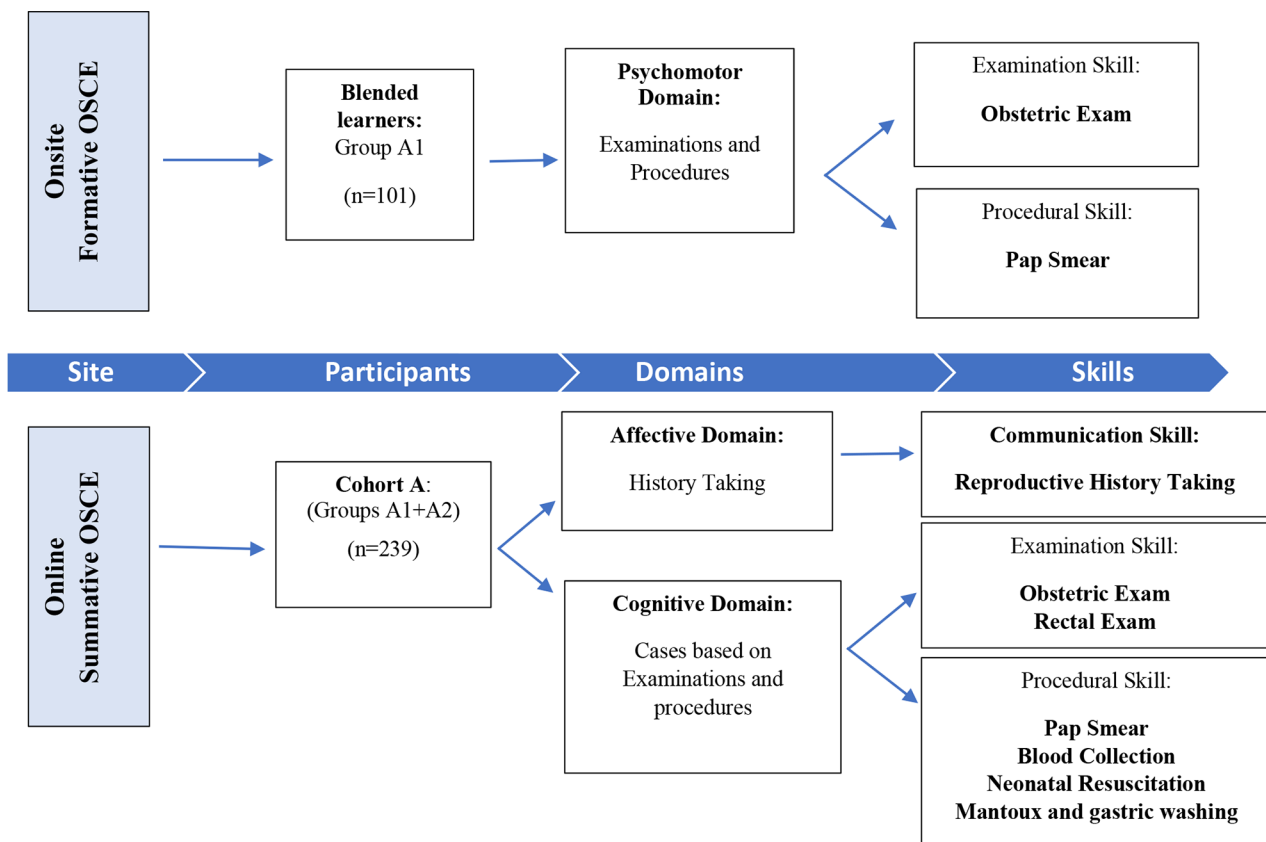 Onsite
Formative OSCE
Blended
learners:
Group A1
(n=101)
Psychomotor
Domain:
Examinations and
Procedures
Examination Skill:
Obstetric Exam
Procedural Skill:
Pap Smear
Site
Participants
Domains
Skills
Online
Summative OSCE
Cohort A:
(Groups A1+A2)
(n=239)
Affective Domain:
History Taking
Cognitive Domain:
Cases based on
Examinations and
procedures
Communication Skill:
Reproductive History Taking
Examination Skill:
Obstetric Exam
Rectal Exam
Procedural Skill:
Pap Smear
Blood Collection
Neonatal Resuscitation
Mantoux and gastric washing